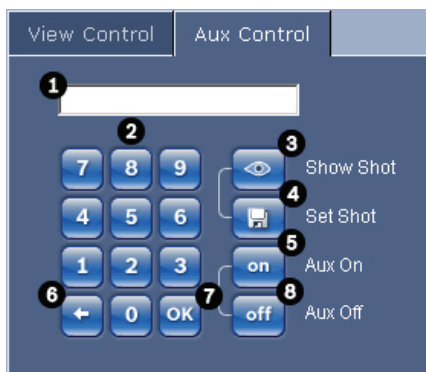 View Control Aux Control
1
2
7 8 9 3 Show Shot
4 5 6 4 Set Shot
1 2 3 on 5 Aux On
6 0 OK 7 off 8 Aux Off